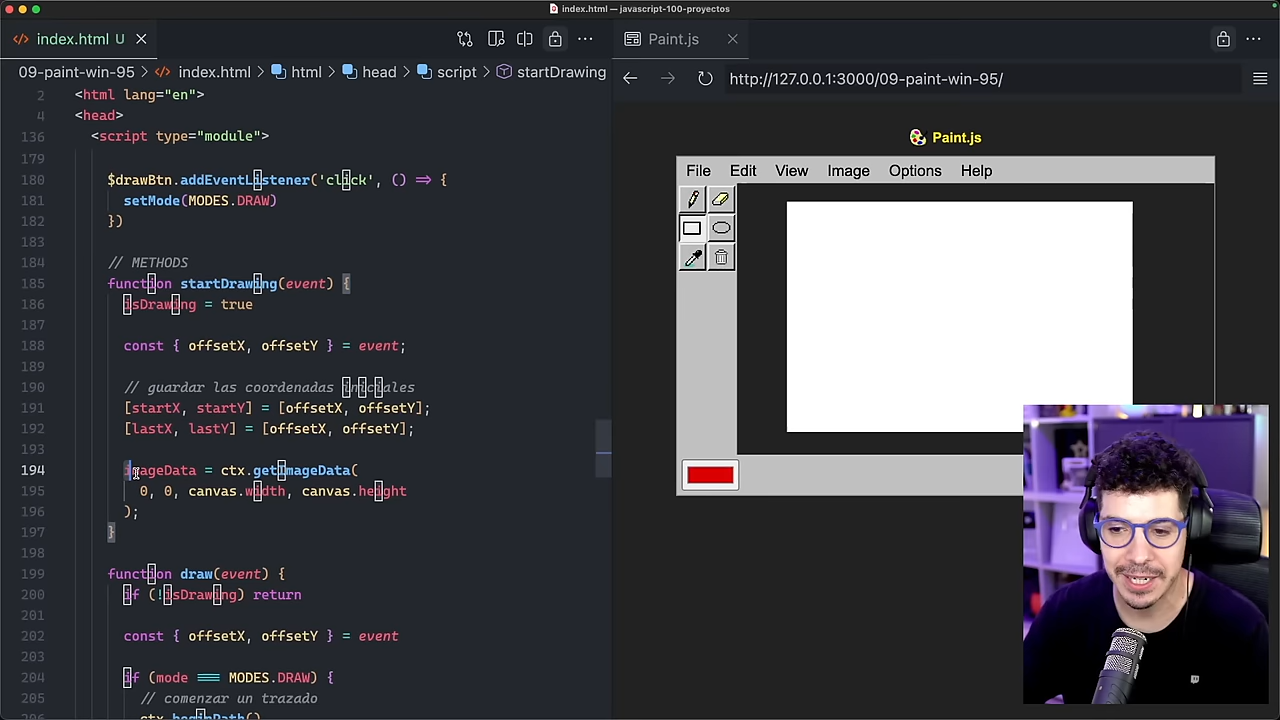 index.html — javascript-100-proyectos
index.html U
Paint.js
09-paint-win-95 > index.html > html > head > script > startDrawing
http://127.0.0.1:3000/09-paint-win-95/
2 <html lang="en">
4 <head>
136 <script type="module">
179
180 $drawBtn.addEventListener('click', () => {
181 setMode(MODES.DRAW)
182 })
183
184 // METHODS
185 function startDrawing(event) {
186 isDrawing = true
187
188 const { offsetX, offsetY } = event;
189
190 // guardar las coordenadas iniciales
191 [startX, startY] = [offsetX, offsetY];
192 [lastX, lastY] = [offsetX, offsetY];
193
194 imageData = ctx.getImageData(
195 0, 0, canvas.width, canvas.height
196 );
197 }
198
199 function draw(event) {
200 if (!isDrawing) return
201
202 const { offsetX, offsetY } = event
203
204 if (mode === MODES.DRAW) {
205 // comenzar un trazado
206 ctx.beginPath()
Paint.js
File Edit View Image Options Help